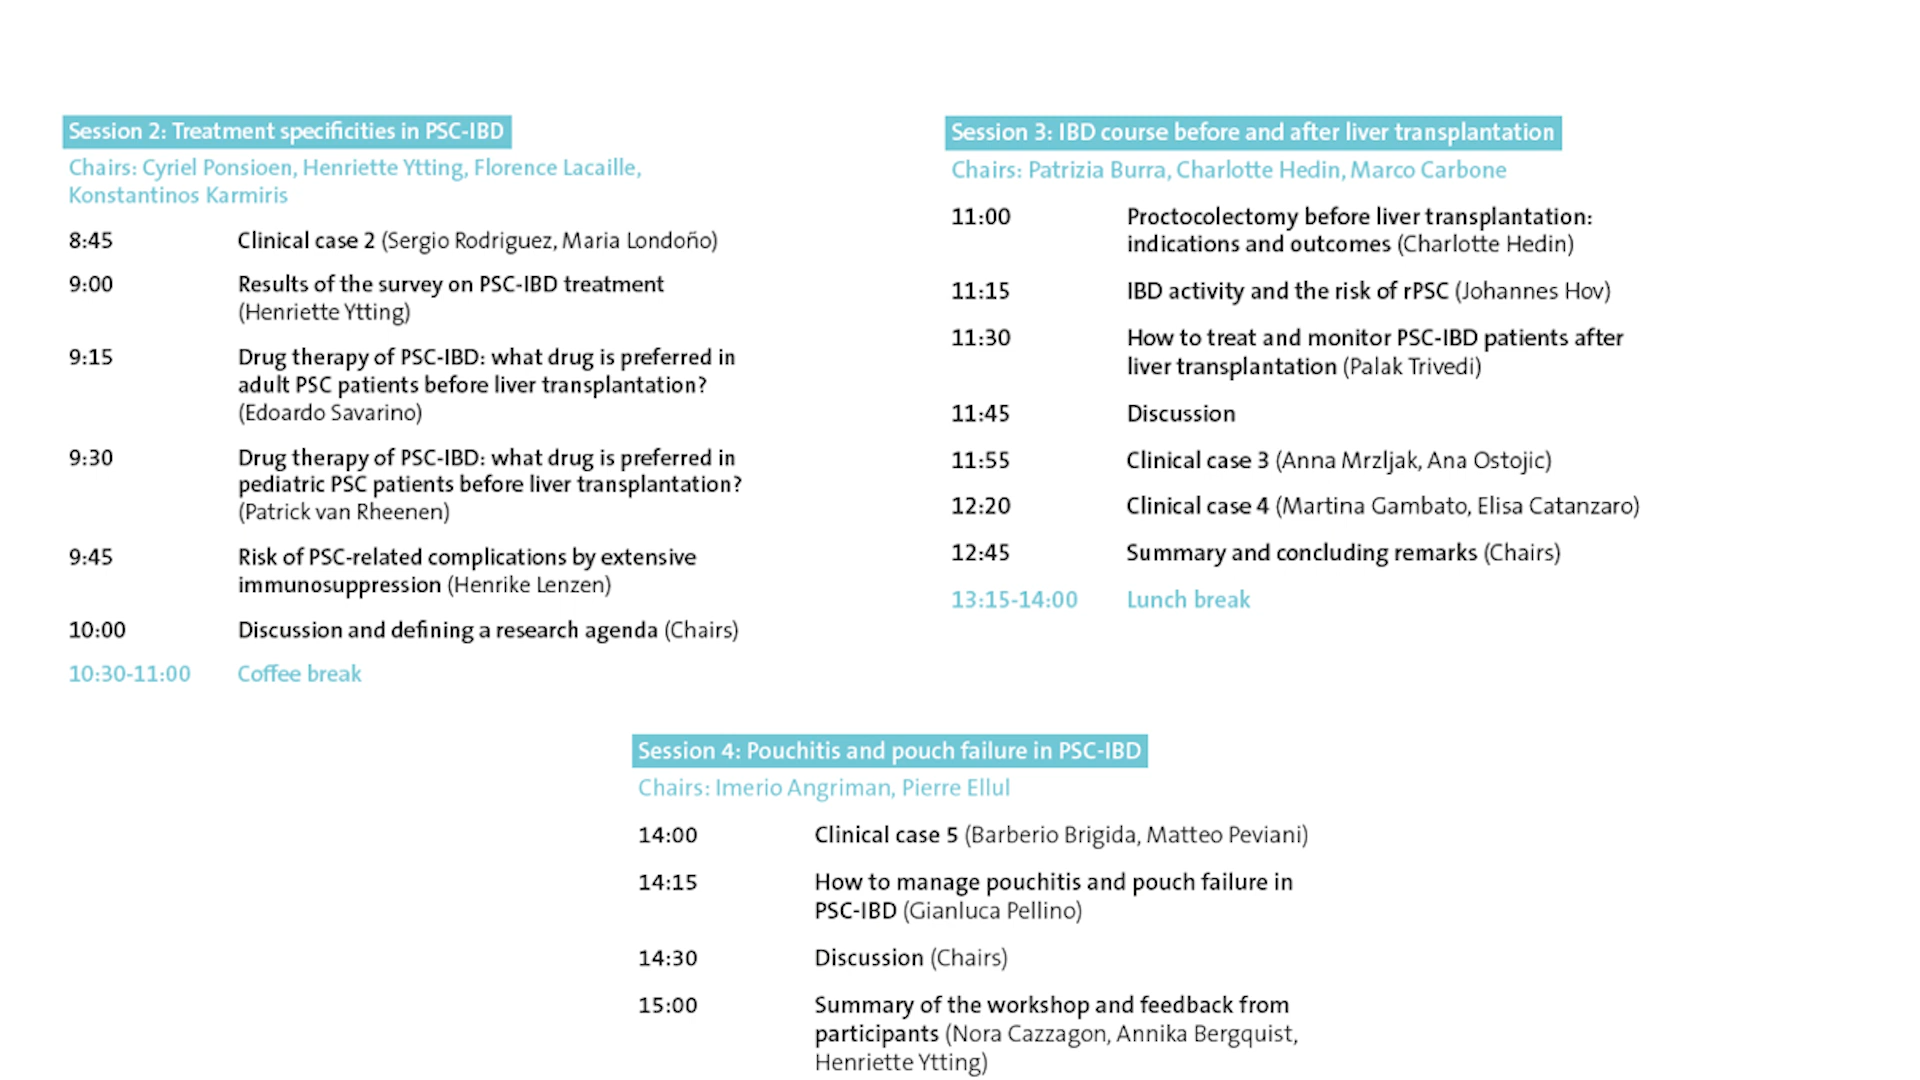 Session 2: Treatment specificities in PSC-IBD
Chairs: Cyriel Ponsioen, Henriette Ytting, Florence Lacaille,
Konstantinos Karmiris
8:45 Clinical case 2 (Sergio Rodriguez, Maria Londoño)
9:00 Results of the survey on PSC-IBD treatment
(Henriette Ytting)
9:15 Drug therapy of PSC-IBD: what drug is preferred in
adult PSC patients before liver transplantation?
(Edoardo Savarino)
9:30 Drug therapy of PSC-IBD: what drug is preferred in
pediatric PSC patients before liver transplantation?
(Patrick van Rheenen)
9:45 Risk of PSC-related complications by extensive
immunosuppression (Henrike Lenzen)
10:00 Discussion and defining a research agenda (Chairs)
10:30-11:00 Coffee break
Session 3: IBD course before and after liver transplantation
Chairs: Patrizia Burra, Charlotte Hedin, Marco Carbone
11:00 Proctocolectomy before liver transplantation:
indications and outcomes (Charlotte Hedin)
11:15 IBD activity and the risk of rPSC (Johannes Hov)
11:30 How to treat and monitor PSC-IBD patients after
liver transplantation (Palak Trivedi)
11:45 Discussion
11:55 Clinical case 3 (Anna Mrzljak, Ana Ostojic)
12:20 Clinical case 4 (Martina Gambato, Elisa Catanzaro)
12:45 Summary and concluding remarks (Chairs)
13:15-14:00 Lunch break
Session 4: Pouchitis and pouch failure in PSC-IBD
Chairs: Imerio Angriman, Pierre Ellul
14:00 Clinical case 5 (Barberio Brigida, Matteo Peviani)
14:15 How to manage pouchitis and pouch failure in
PSC-IBD (Gianluca Pellino)
14:30 Discussion (Chairs)
15:00 Summary of the workshop and feedback from
participants (Nora Cazzagon, Annika Bergquist,
Henriette Ytting)